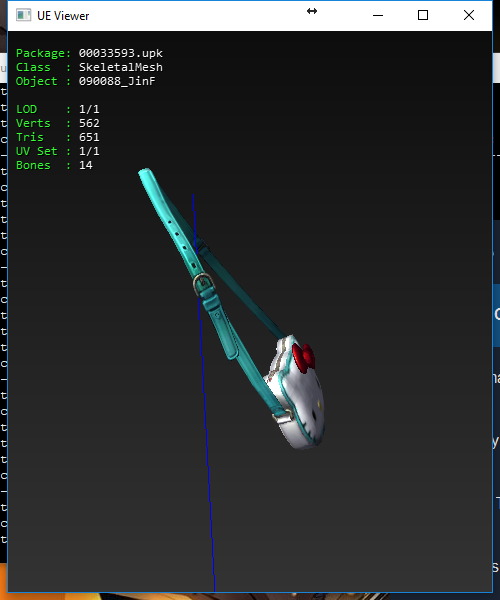 UE Viewer
Package: 00033593.upk
Class  : SkeletalMesh
Object : 090088_JinF
LOD    : 1/1
Verts  : 562
Tris   : 651
UV Set : 1/1
Bones  : 14